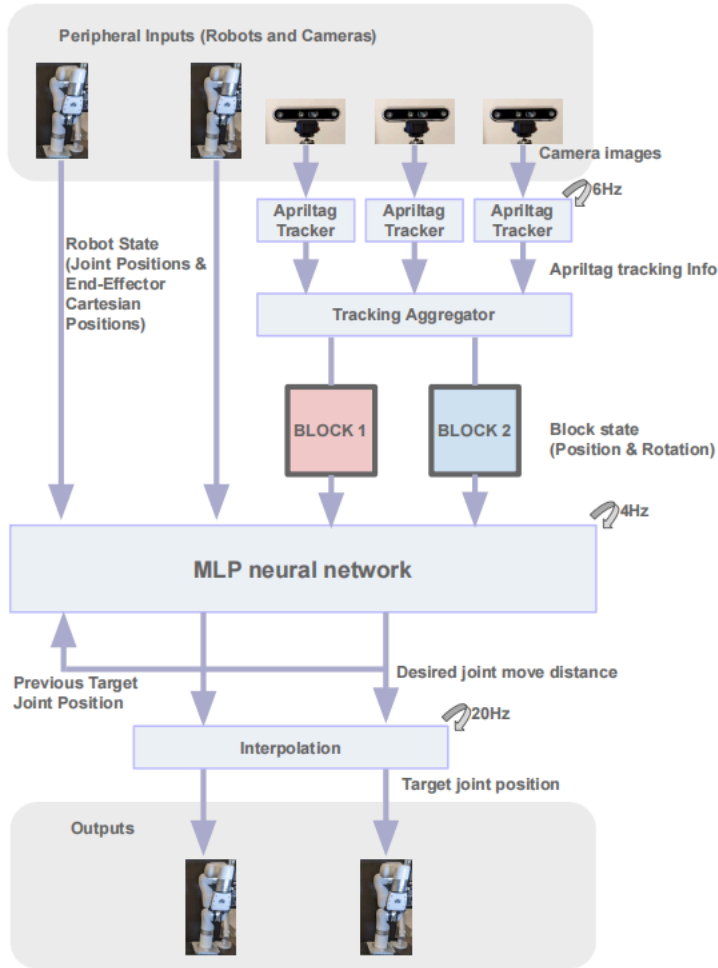 Peripheral Inputs (Robots and Cameras)
Camera images
6Hz
Apriltag
Tracker
Apriltag
Tracker
Apriltag
Tracker
Robot State
(Joint Positions &
End-Effector
Cartesian
Positions)
Apriltag tracking Info
Tracking Aggregator
BLOCK 1
BLOCK 2
Block state
(Position & Rotation)
4Hz
MLP neural network
Previous Target
Joint Position
Desired joint move distance
20Hz
Interpolation
Target joint position
Outputs